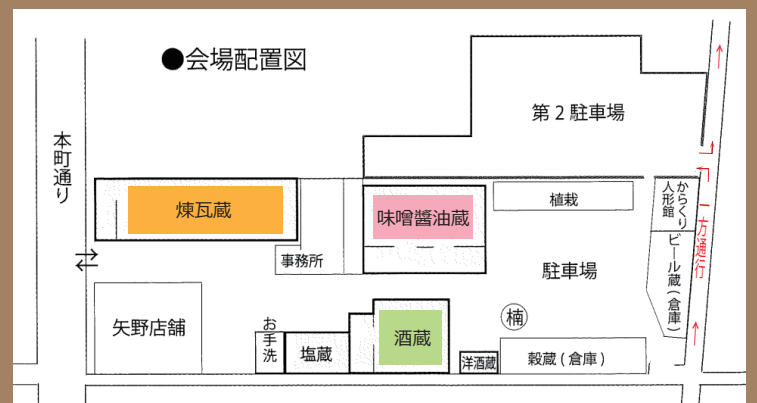 ●会場配置図
本町通り
第2駐車場
煉瓦蔵
味噌醬油蔵
植栽
からくり
人形館
一方通行
事務所
駐車場
ビール蔵(倉庫)
矢野店舗
お手洗
塩蔵
酒蔵
楠
洋酒蔵
穀蔵(倉庫)